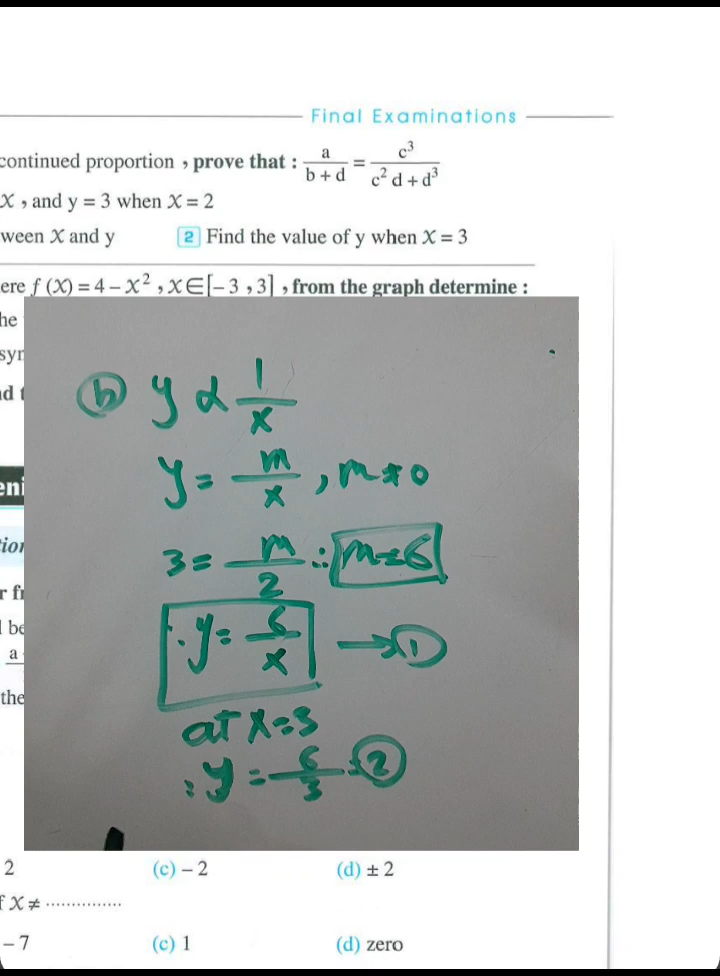 Final Examinations
continued proportion , prove that : a/(b + d) = c³/(c² d + d³)
X , and y = 3 when X = 2
ween X and y 2 Find the value of y when X = 3
ere f (X) = 4 – X² , X ∈ [– 3 , 3] , from the graph determine :
he
syn
(b) y α 1/x
y = m/x , m ≠ 0
3 = m/2 ∴ m = 6
∴ y = 6/x → (1)
at x = 3
: y = 6/3 = (2)
eni
tion
r fr
be
a
the
2 (c) – 2 (d) ± 2
f X ≠ ...............
– 7 (c) 1 (d) zero